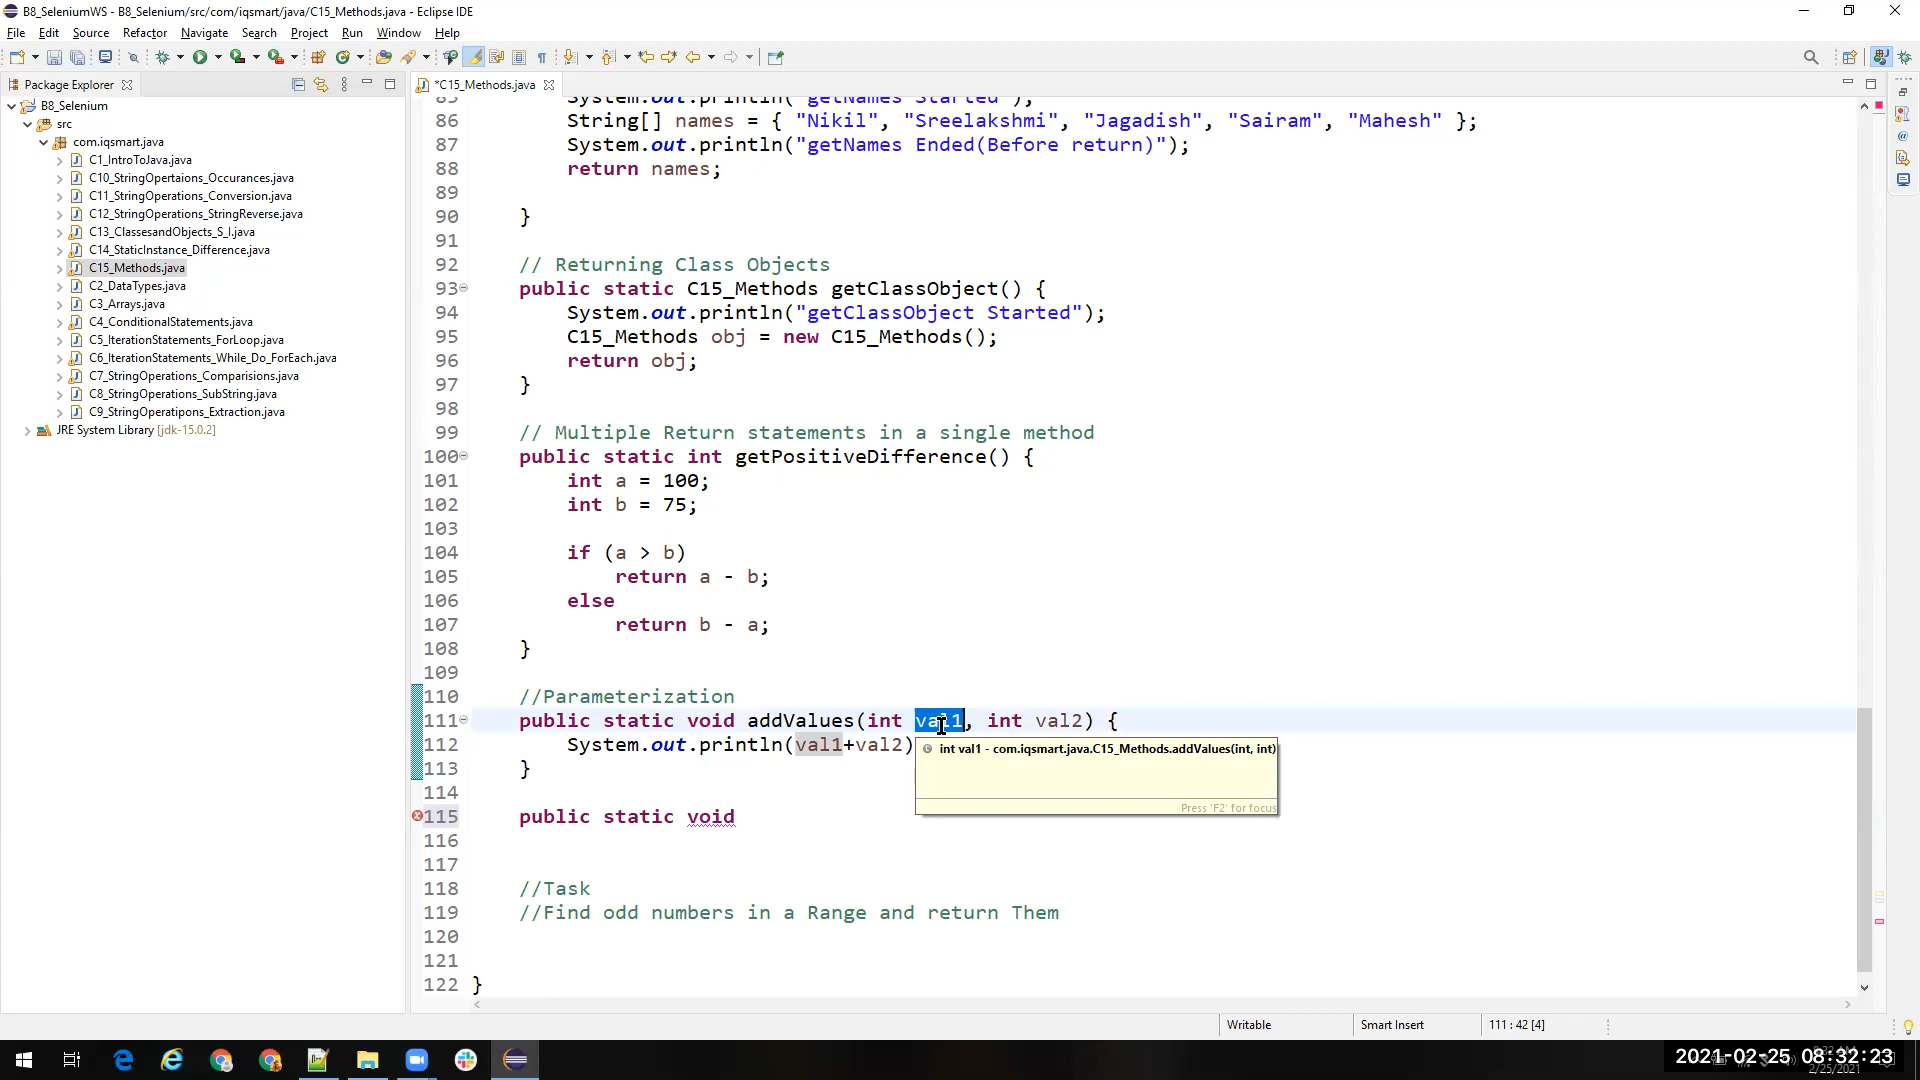 B8_SeleniumWS - B8_Selenium/src/com/iqsmart/java/C15_Methods.java - Eclipse IDE
File Edit Source Refactor Navigate Search Project Run Window Help
Package Explorer
*C15_Methods.java
B8_Selenium
src
com.iqsmart.java
C1_IntroToJava.java
C10_StringOpertaions_Occurances.java
C11_StringOperations_Conversion.java
C12_StringOperations_StringReverse.java
C13_ClassesandObjects_S_I.java
C14_StaticInstance_Difference.java
C15_Methods.java
C2_DataTypes.java
C3_Arrays.java
C4_ConditionalStatements.java
C5_IterationStatements_ForLoop.java
C6_IterationStatements_While_Do_ForEach.java
C7_StringOperations_Comparisions.java
C8_StringOperations_SubString.java
C9_StringOperatipons_Extraction.java
JRE System Library [jdk-15.0.2]
85 System.out.println("getNames Started");
86 String[] names = { "Nikil", "Sreelakshmi", "Jagadish", "Sairam", "Mahesh" };
87 System.out.println("getNames Ended(Before return)");
88 return names;
89
90 }
91
92 // Returning Class Objects
93 public static C15_Methods getClassObject() {
94 System.out.println("getClassObject Started");
95 C15_Methods obj = new C15_Methods();
96 return obj;
97 }
98
99 // Multiple Return statements in a single method
100 public static int getPositiveDifference() {
101 int a = 100;
102 int b = 75;
103
104 if (a > b)
105 return a - b;
106 else
107 return b - a;
108 }
109
110 //Parameterization
111 public static void addValues(int val1, int val2) {
112 System.out.println(val1+val2)
int val1 - com.iqsmart.java.C15_Methods.addValues(int, int)
Press 'F2' for focus
113 }
114
115 public static void
116
117
118 //Task
119 //Find odd numbers in a Range and return Them
120
121
122 }
Writable Smart Insert 111 : 42 [4]
2021-02-25 08:32:23
2/25/2021